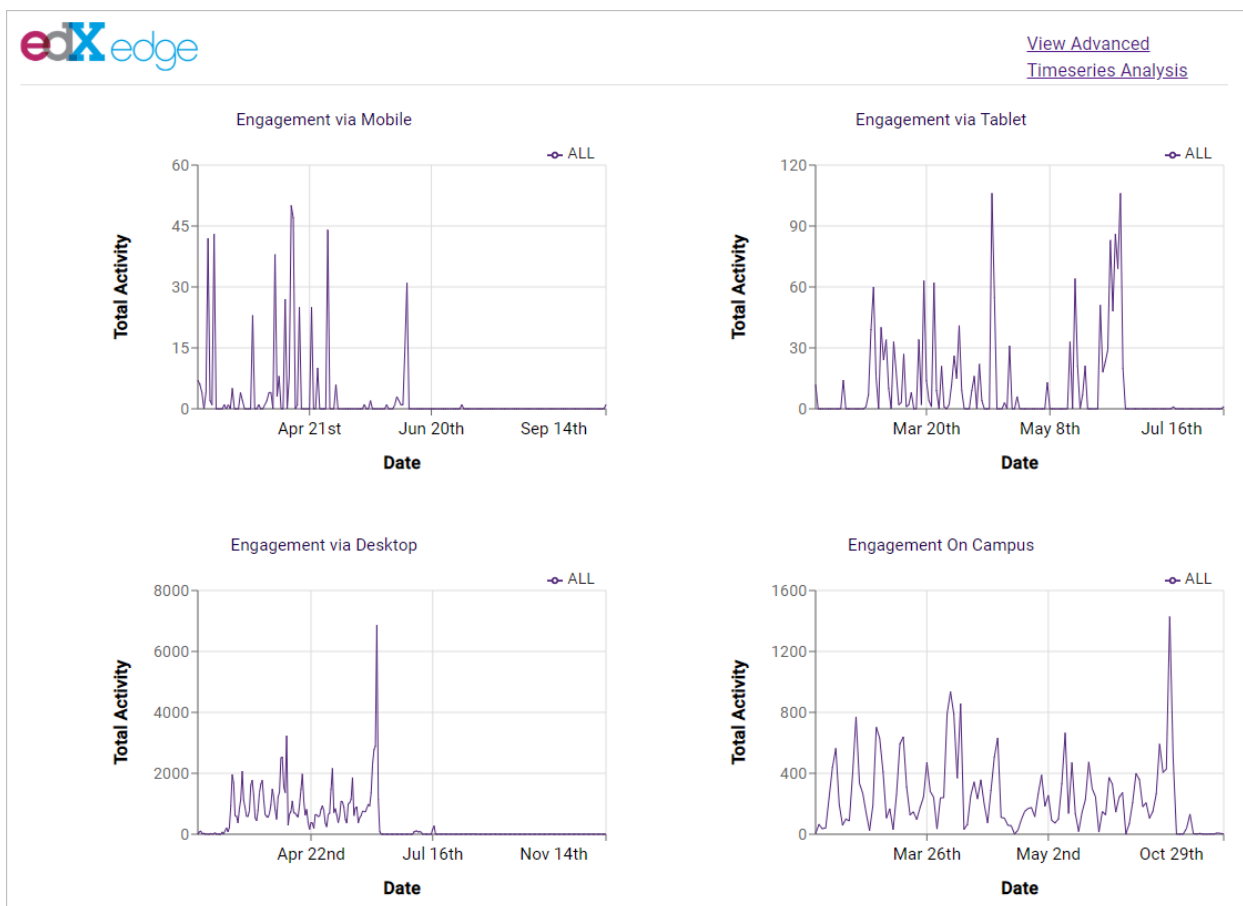 edX edge
View Advanced
Timeseries Analysis
Engagement via Mobile
ALL
60
45
30
15
0
Total Activity
Apr 21st Jun 20th Sep 14th
Date
Engagement via Tablet
ALL
120
90
60
30
0
Total Activity
Mar 20th May 8th Jul 16th
Date
Engagement via Desktop
ALL
8000
6000
4000
2000
0
Total Activity
Apr 22nd Jul 16th Nov 14th
Date
Engagement On Campus
ALL
1600
1200
800
400
0
Total Activity
Mar 26th May 2nd Oct 29th
Date